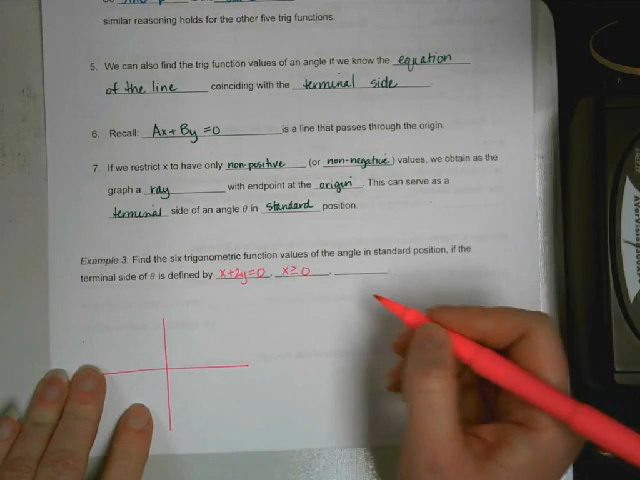 similar reasoning holds for the other five trig functions.
5. We can also find the trig function values of an angle if we know the equation
of the line coinciding with the terminal side.
6. Recall: Ax+By=0 is a line that passes through the origin.
7. If we restrict x to have only non-positive (or non-negative) values, we obtain as the
graph a ray with endpoint at the origin. This can serve as a
terminal side of an angle θ in standard position.
Example 3. Find the six trigonometric function values of the angle in standard position, if the
terminal side of θ is defined by x+2y=0, x≥0,